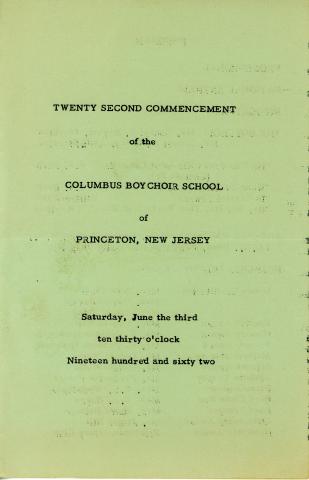 TWENTY SECOND COMMENCEMENT
of the
COLUMBUS BOYCHOIR SCHOOL
of
PRINCETON, NEW JERSEY
Saturday, June the third
ten thirty o'clock
Nineteen hundred and sixty two